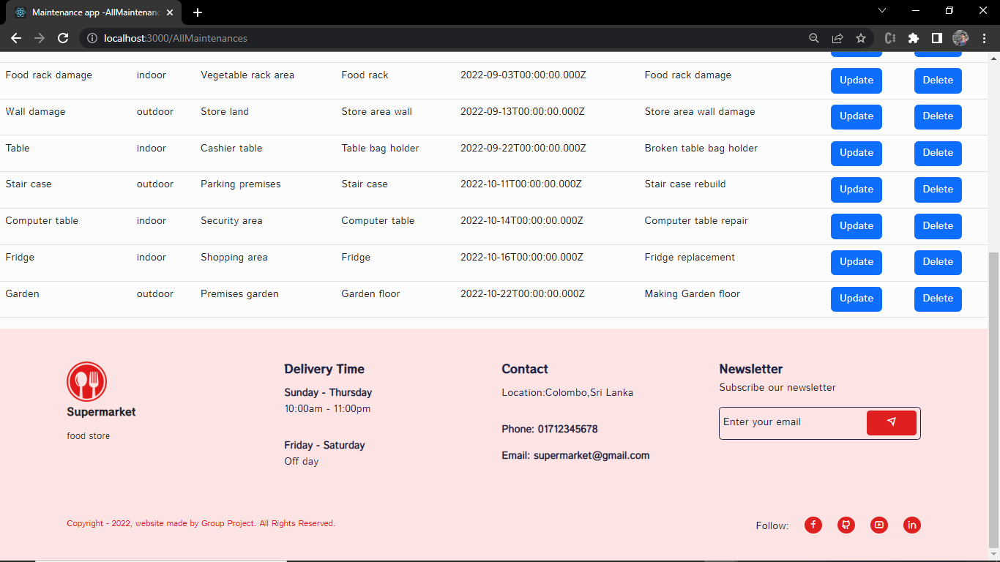 Maintenance app -AllMaintenanc
localhost:3000/AllMaintenances
Food rack damage indoor Vegetable rack area Food rack 2022-09-03T00:00:00.000Z Food rack damage Update Delete
Wall damage outdoor Store land Store area wall 2022-09-13T00:00:00.000Z Store area wall damage Update Delete
Table indoor Cashier table Table bag holder 2022-09-22T00:00:00.000Z Broken table bag holder Update Delete
Stair case outdoor Parking premises Stair case 2022-10-11T00:00:00.000Z Stair case rebuild Update Delete
Computer table indoor Security area Computer table 2022-10-14T00:00:00.000Z Computer table repair Update Delete
Fridge indoor Shopping area Fridge 2022-10-16T00:00:00.000Z Fridge replacement Update Delete
Garden outdoor Premises garden Garden floor 2022-10-22T00:00:00.000Z Making Garden floor Update Delete
Supermarket
food store
Delivery Time
Sunday - Thursday
10:00am - 11:00pm
Friday - Saturday
Off day
Contact
Location:Colombo,Sri Lanka
Phone: 01712345678
Email: supermarket@gmail.com
Newsletter
Subscribe our newsletter
Enter your email
Copyright - 2022, website made by Group Project. All Rights Reserved.
Follow: